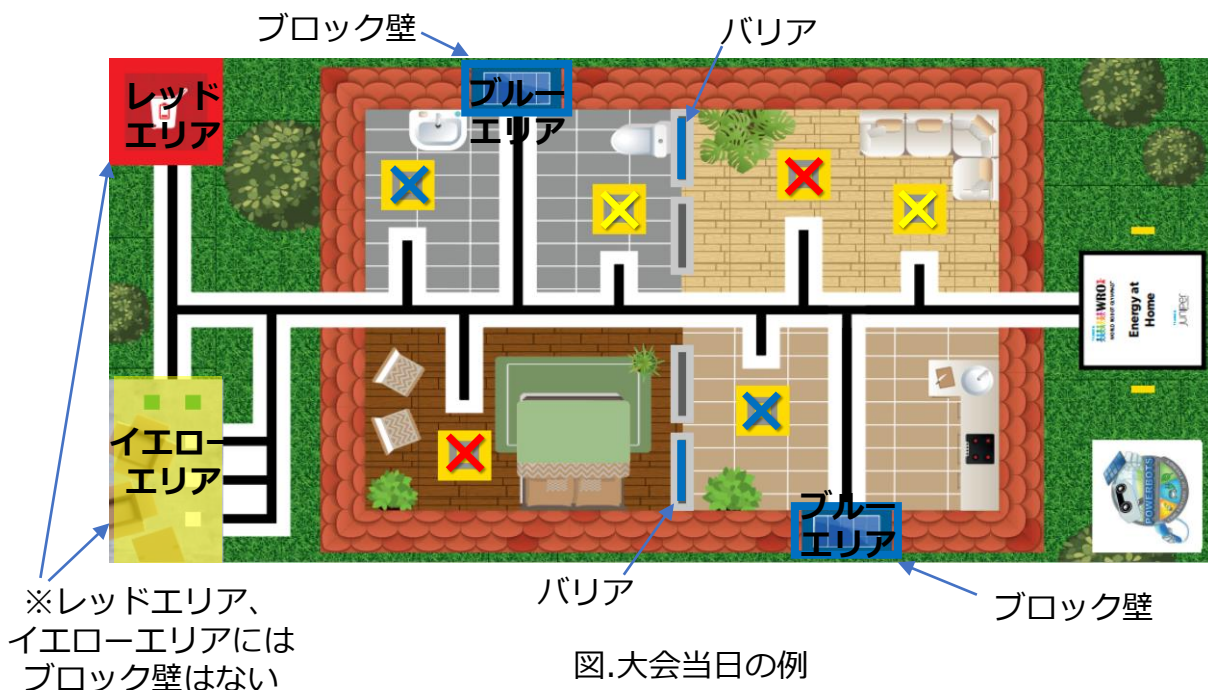 ブロック壁
バリア
レッド
エリア
ブルー
エリア
WRO
Energy at
Home
イエロー
エリア
POWERBOTS
ブルー
エリア
バリア
ブロック壁
※レッドエリア、
イエローエリアには
ブロック壁はない
図.大会当日の例